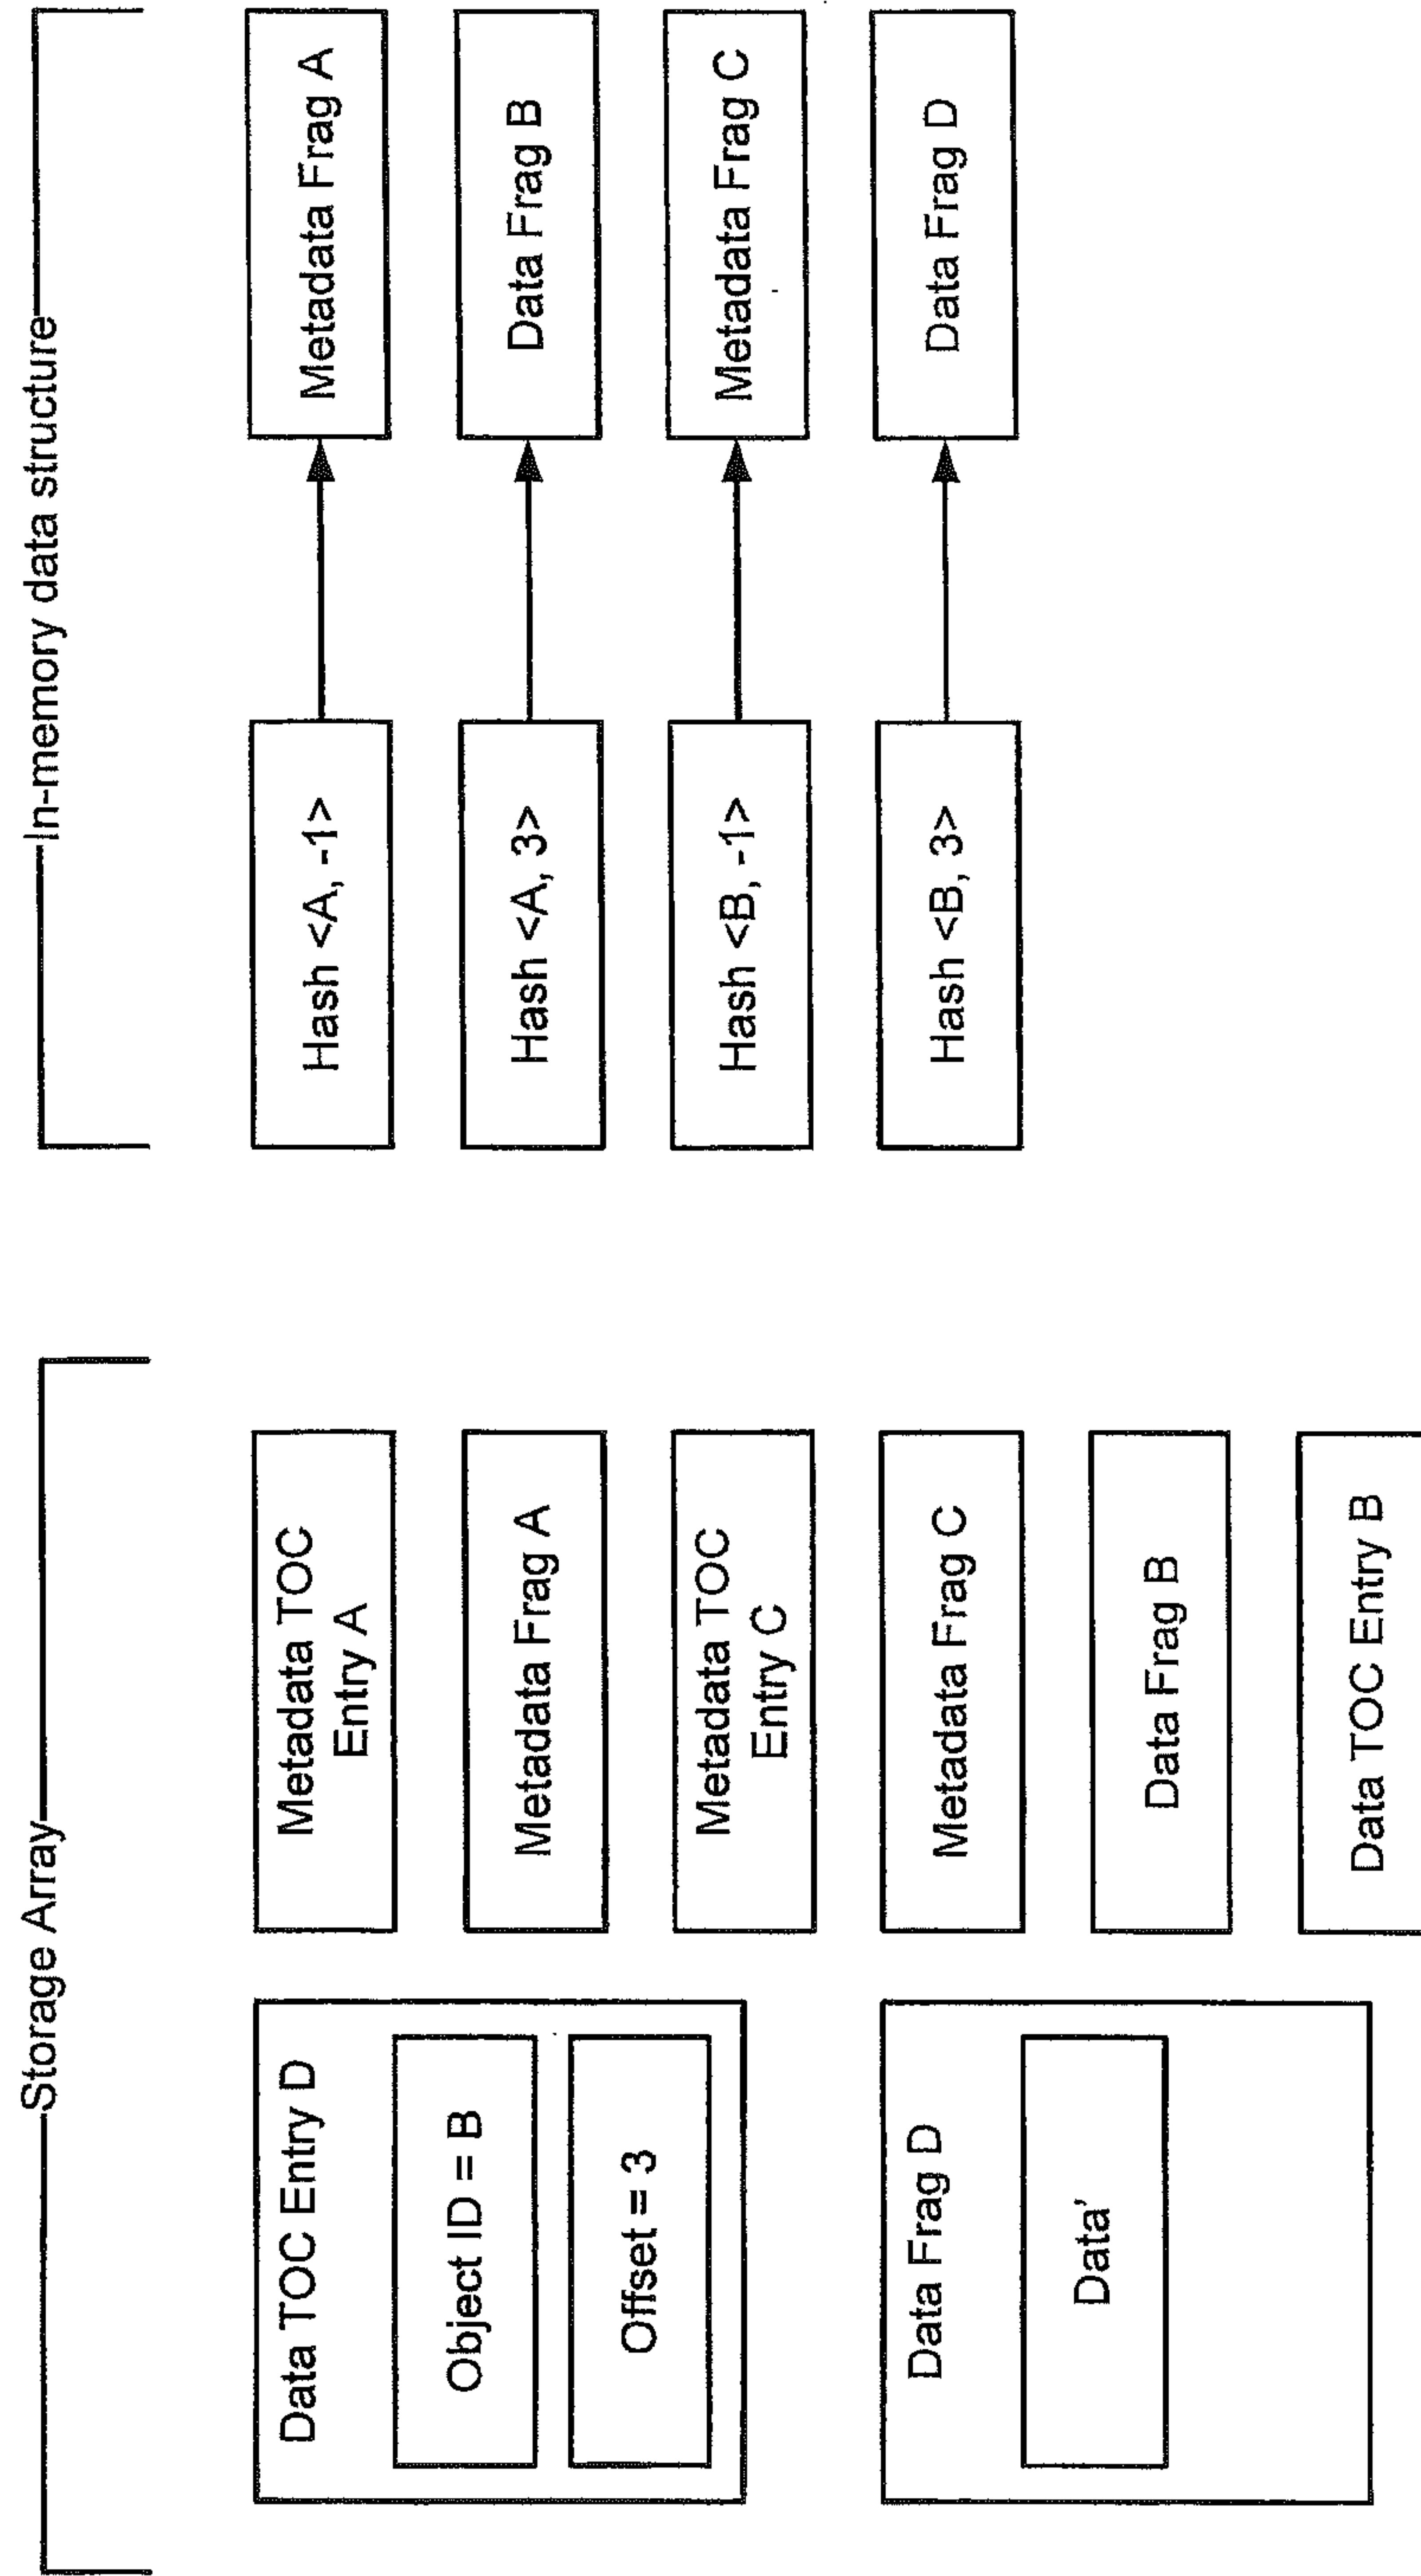 Storage Array
Data TOC Entry D
Object ID = B
Offset = 3
Data Frag D
Data'
Metadata TOC
Entry A
Metadata Frag A
Metadata TOC
Entry C
Metadata Frag C
Data Frag B
Data TOC Entry B
In-memory data structure
Hash <A, -1>
Metadata Frag A
Hash <A, 3>
Data Frag B
Hash <B, -1>
Metadata Frag C
Hash <B, 3>
Data Frag D